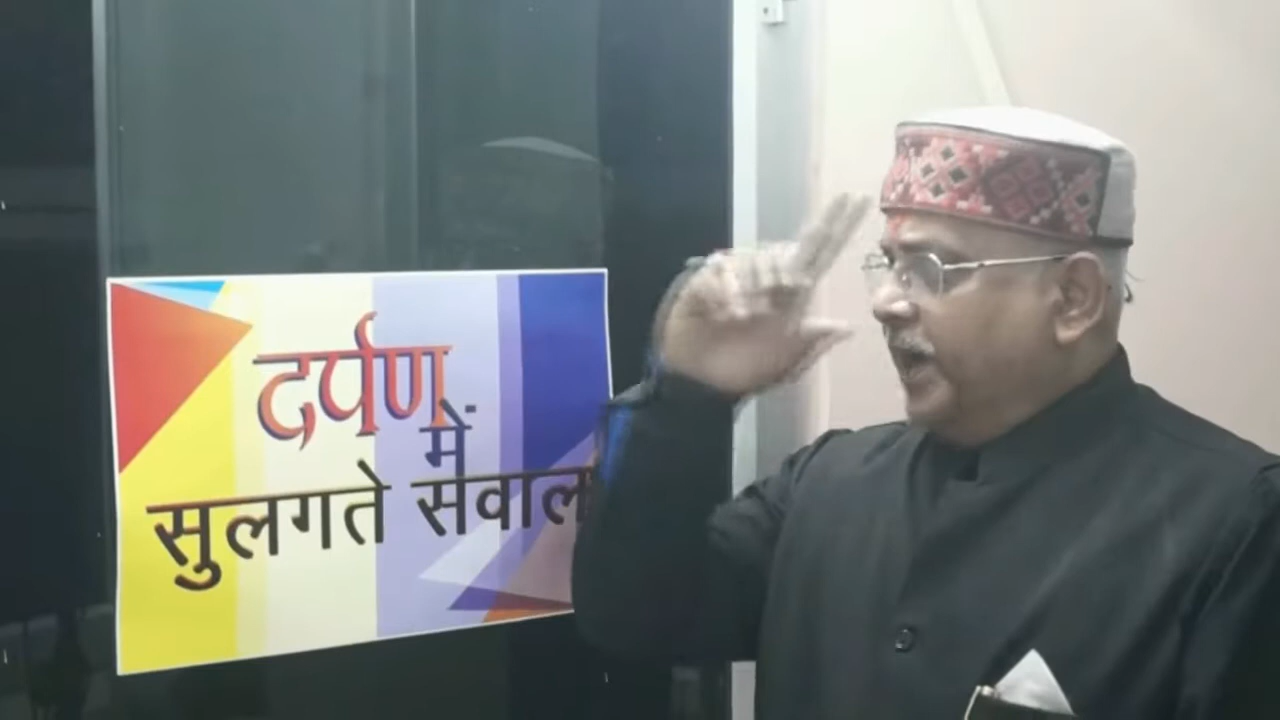 दर्पण
में
सुलगते सवाल